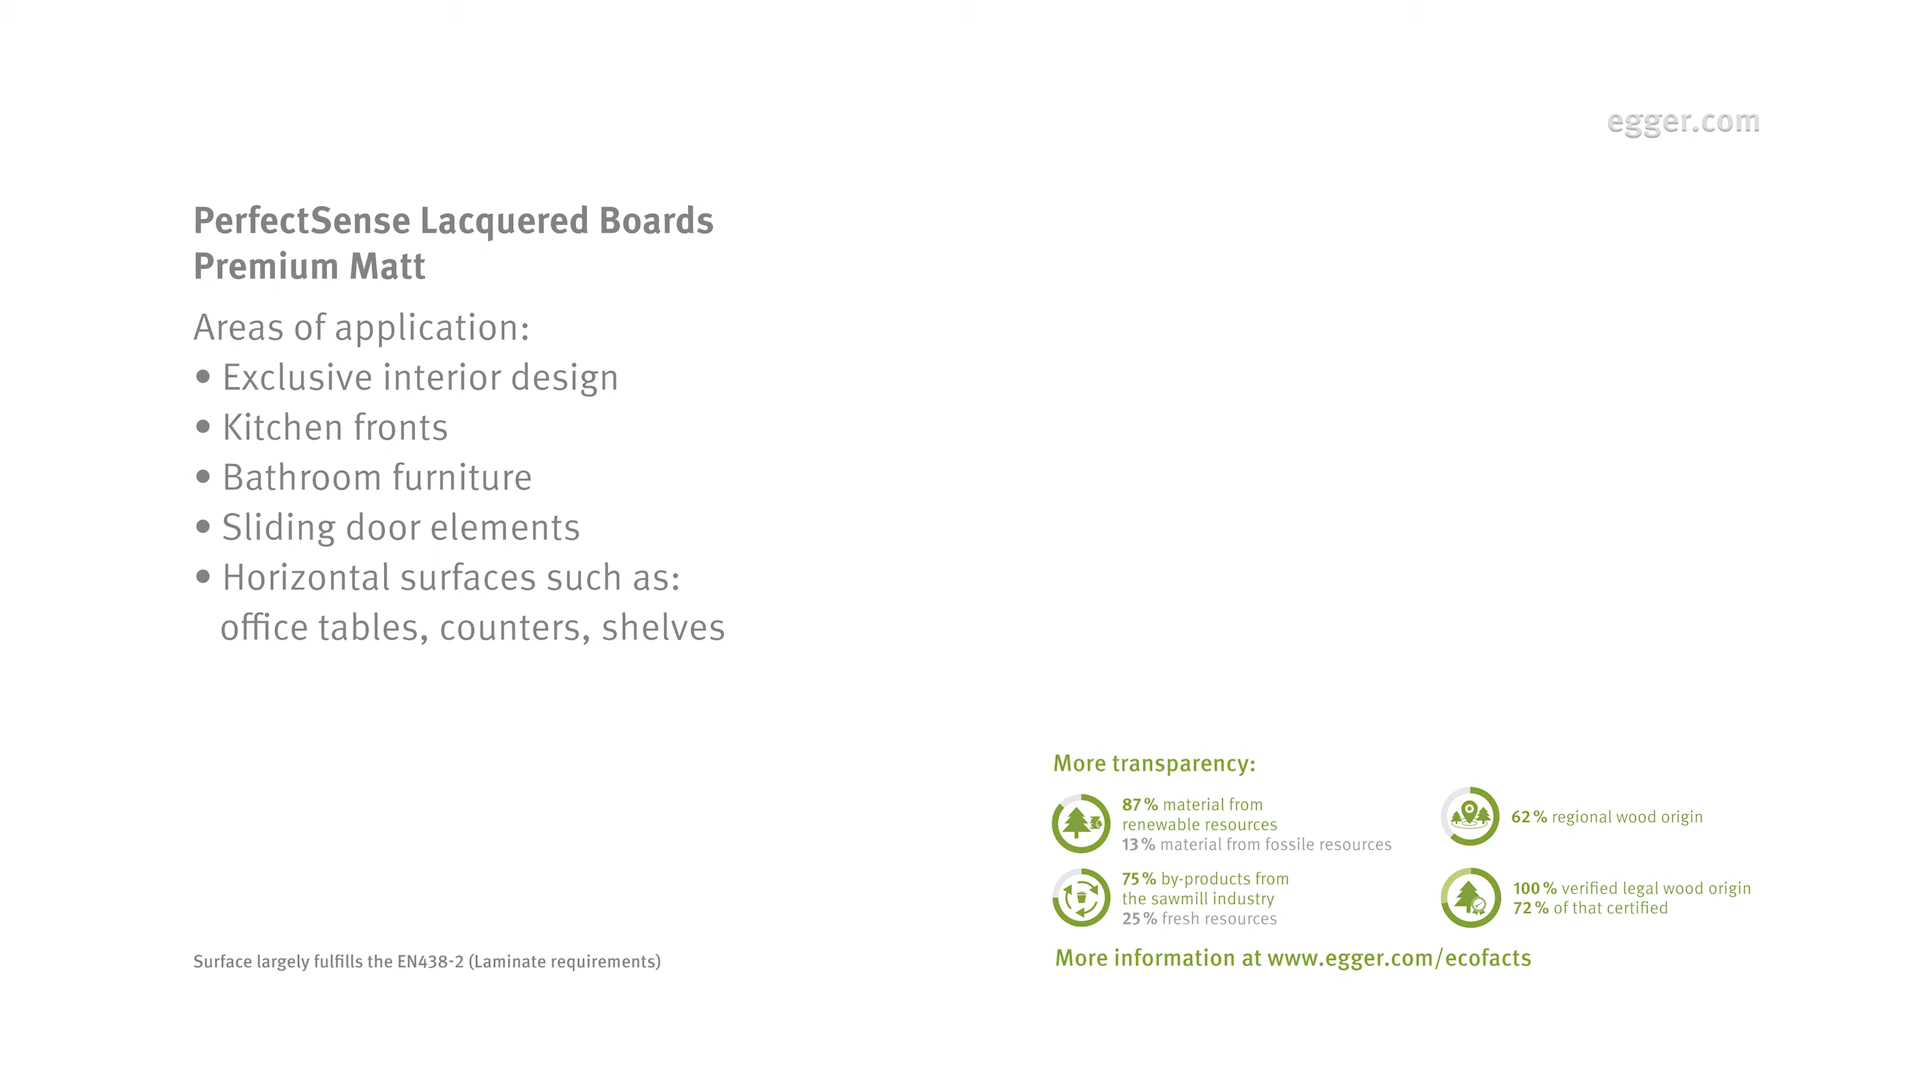 egger.com
PerfectSense Lacquered Boards
Premium Matt
Areas of application:
• Exclusive interior design
• Kitchen fronts
• Bathroom furniture
• Sliding door elements
• Horizontal surfaces such as:
office tables, counters, shelves
More transparency:
87 % material from
renewable resources
13 % material from fossile resources
75 % by-products from
the sawmill industry
25 % fresh resources
62 % regional wood origin
100 % verified legal wood origin
72 % of that certified
More information at www.egger.com/ecofacts
Surface largely fulfills the EN438-2 (Laminate requirements)